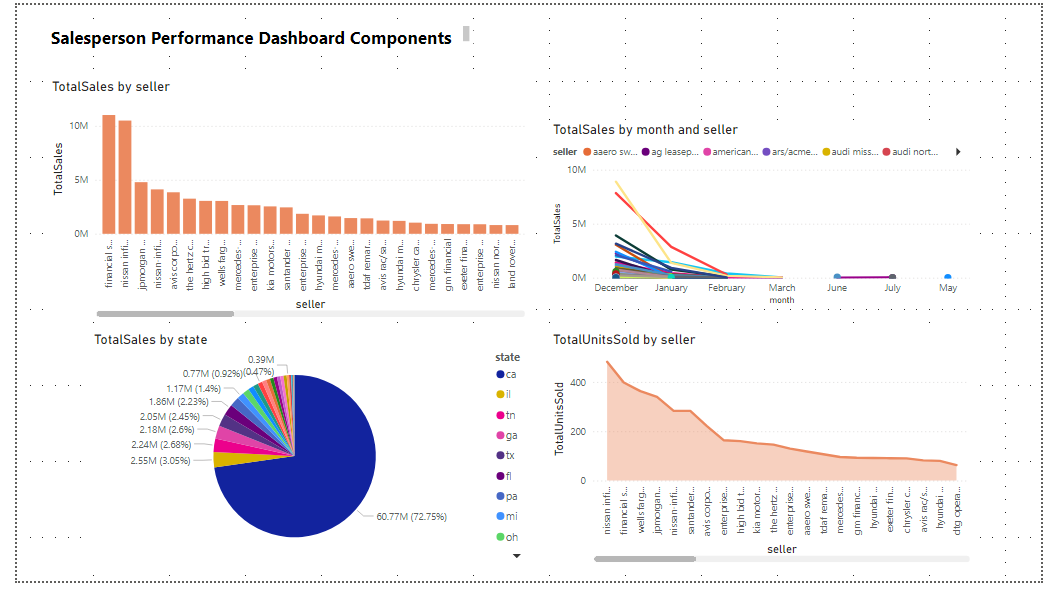 Salesperson Performance Dashboard Components
TotalSales by seller
TotalSales
10M
5M
0M
financial s...
nissan infi...
jpmorgan ...
avis corpo...
the hertz c...
high bid tr...
wells farg...
mercedes ...
enterprise ...
kia motors...
santander ...
enterprise ...
hyundai m...
mercedes ...
aaero swe...
tdaf remar...
avis rac/sa...
hyundai m...
chrysler ca...
mercedes ...
gm financial
exeter fina...
enterprise ...
nissan nor...
land rover...
seller
TotalSales by month and seller
seller aaero sw... ag leasep... american... ars/acme... audi miss... audi nort...
TotalSales
10M
5M
0M
December January February March June July May
month
TotalSales by state
0.39M
(0.47%)
0.77M (0.92%)
1.17M (1.4%)
1.86M (2.23%)
2.05M (2.45%)
2.18M (2.6%)
2.24M (2.68%)
2.55M (3.05%)
60.77M (72.75%)
state
ca
il
tn
ga
tx
fl
pa
mi
oh
TotalUnitsSold by seller
TotalUnitsSold
400
200
0
nissan infi...
financial s...
wells farg...
jpmorgan...
nissan-infi...
santander...
avis corpo...
enterprise...
high bid t...
kia motor...
the hertz ...
enterprise...
aaero swe...
tdaf rema...
mercedes...
gm financ...
hyundai ...
exeter fin...
chrysler c...
avis rac/s...
hyundai...
dtg opera...
seller